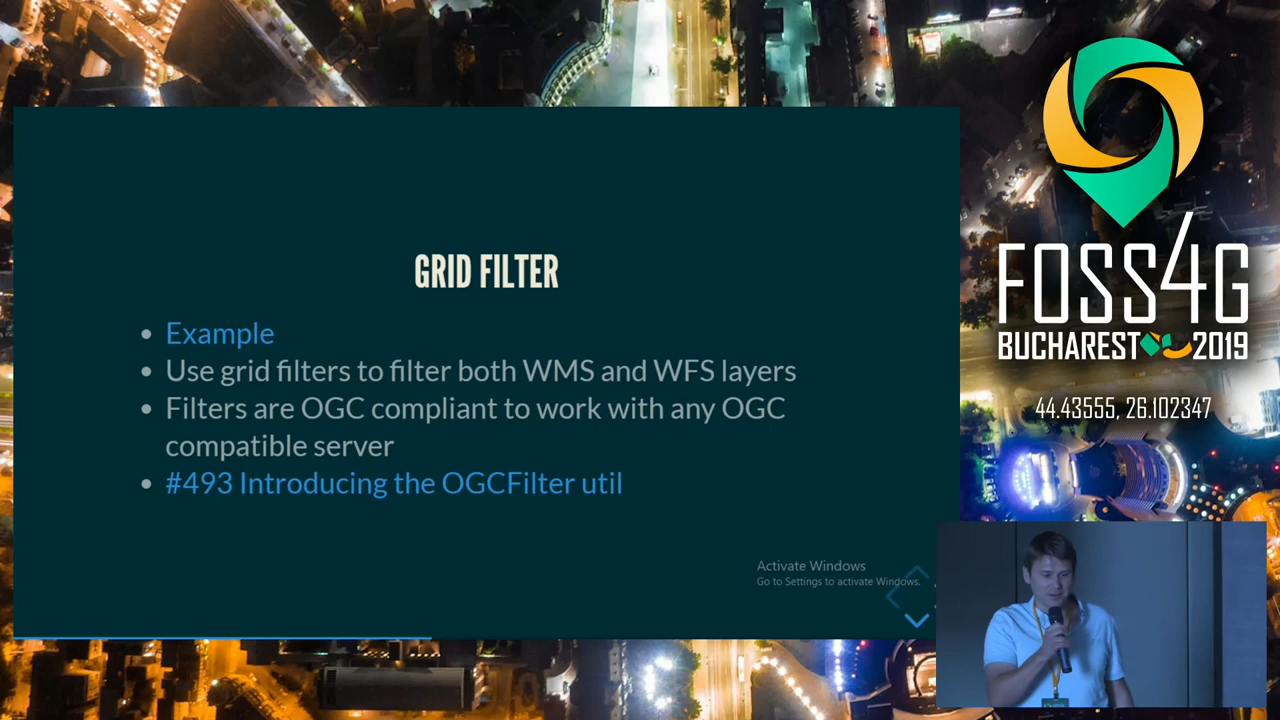 GRID FILTER
Example
Use grid filters to filter both WMS and WFS layers
Filters are OGC compliant to work with any OGC
compatible server
#493 Introducing the OGCFilter util
Activate Windows
Go to Settings to activate Windows.
FOSS4G
BUCHAREST 2019
44.43555, 26.102347